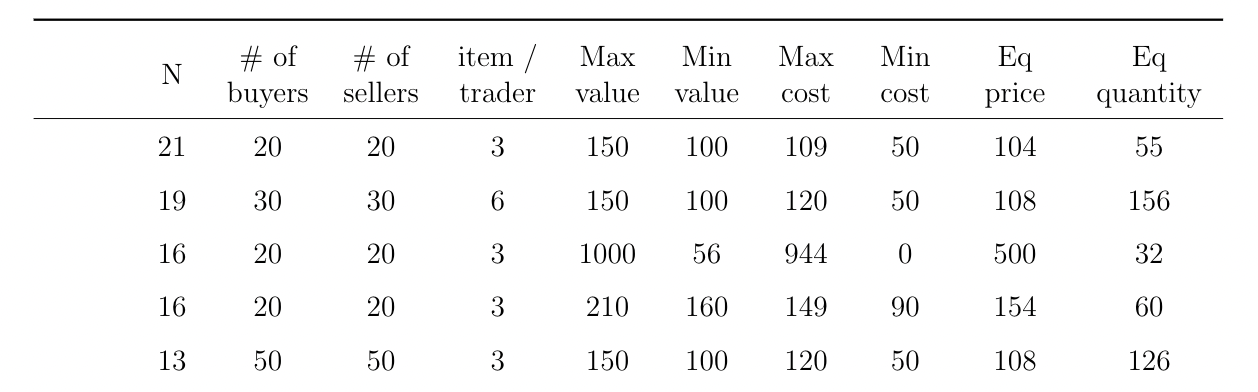 N # of buyers # of sellers item / trader Max value Min value Max cost Min cost Eq price Eq quantity
21 20 20 3 150 100 109 50 104 55
19 30 30 6 150 100 120 50 108 156
16 20 20 3 1000 56 944 0 500 32
16 20 20 3 210 160 149 90 154 60
13 50 50 3 150 100 120 50 108 126